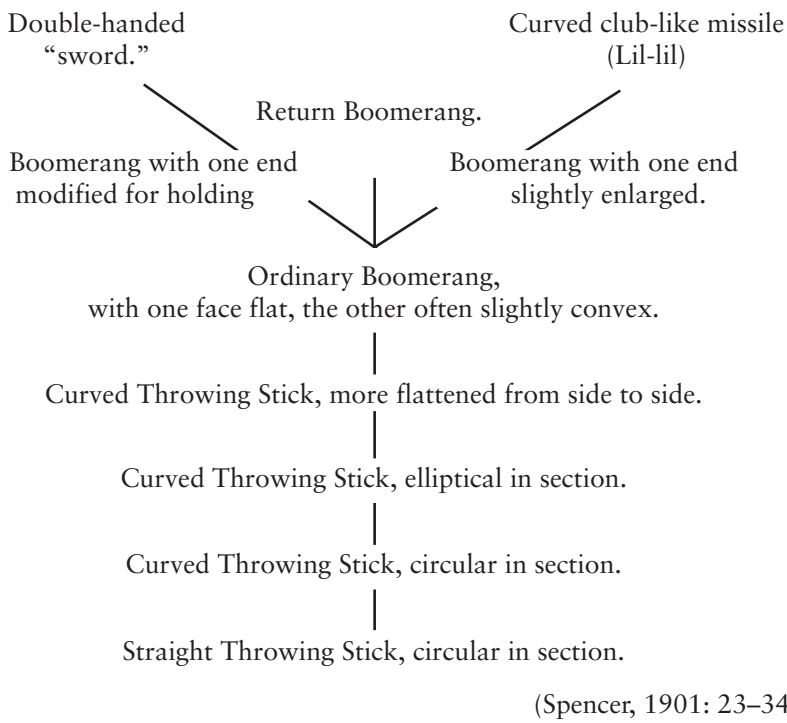 Double-handed
“sword.”
Curved club-like missile
(Lil-lil)
Return Boomerang.
Boomerang with one end
modified for holding
Boomerang with one end
slightly enlarged.
Ordinary Boomerang,
with one face flat, the other often slightly convex.
Curved Throwing Stick, more flattened from side to side.
Curved Throwing Stick, elliptical in section.
Curved Throwing Stick, circular in section.
Straight Throwing Stick, circular in section.
(Spencer, 1901: 23–34